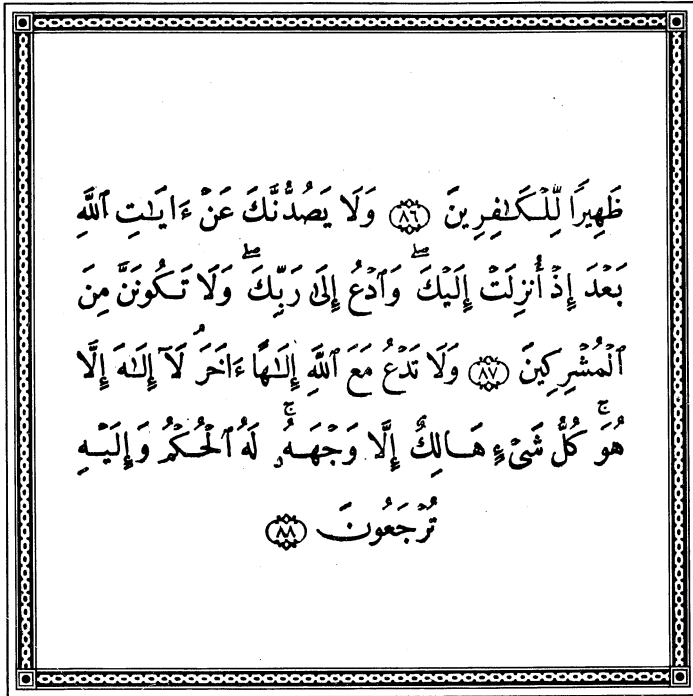 ظَهِيرًا لِّلْكَـٰفِرِينَ ﴿٨٦﴾ وَلَا يَصُدُّنَّكَ عَنْ ءَايَـٰتِ ٱللَّهِ
بَعْدَ إِذْ أُنزِلَتْ إِلَيْكَ ۖ وَٱدْعُ إِلَىٰ رَبِّكَ ۖ وَلَا تَكُونَنَّ مِنَ
ٱلْمُشْرِكِينَ ﴿٨٧﴾ وَلَا تَدْعُ مَعَ ٱللَّهِ إِلَـٰهًا ءَاخَرَ ۘ لَآ إِلَـٰهَ إِلَّا
هُوَ ۚ كُلُّ شَىْءٍ هَالِكٌ إِلَّا وَجْهَهُۥ ۚ لَهُ ٱلْحُكْمُ وَإِلَيْهِ
تُرْجَعُونَ ﴿٨٨﴾